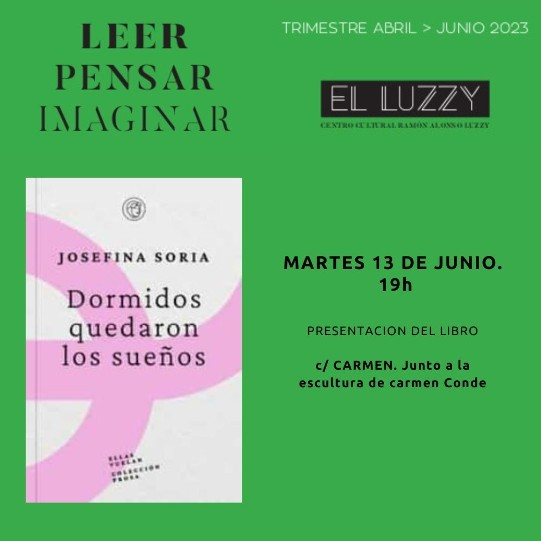 LEER
PENSAR
IMAGINAR
TRIMESTRE ABRIL > JUNIO 2023
EL LUZZY
CENTRO CULTURAL RAMÓN ALONSO LUZZY
JOSEFINA SORIA
Dormidos
quedaron
los sueños
ELLAS
VUELAN
COLECCIÓN
PROSA
MARTES 13 DE JUNIO.
19h
PRESENTACION DEL LIBRO
c/ CARMEN. Junto a la
escultura de carmen Conde